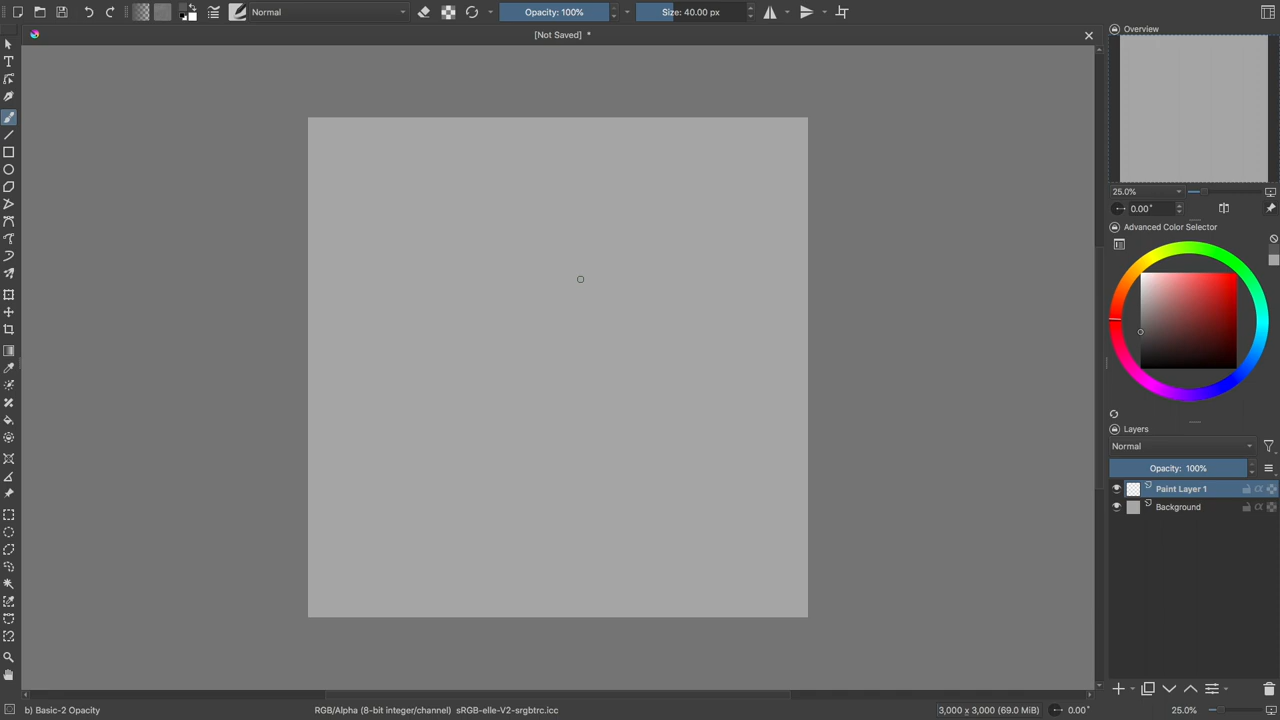 Normal
Opacity: 100%
Size: 40.00 px
[Not Saved] *
Overview
25.0%
0.00°
Advanced Color Selector
Layers
Normal
Opacity: 100%
Paint Layer 1
Background
b) Basic-2 Opacity
RGB/Alpha (8-bit integer/channel) sRGB-elle-V2-srgbtrc.icc
3,000 x 3,000 (69.0 MiB)
0.00°
25.0%